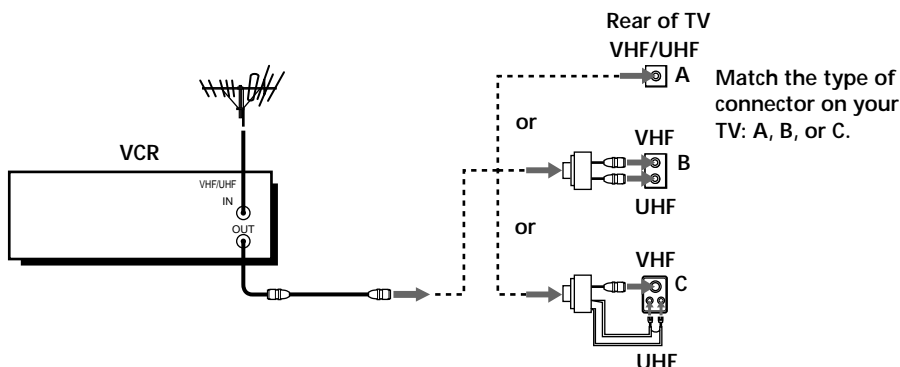 Rear of TV
VHF/UHF
A
Match the type of
connector on your
TV: A, B, or C.
or
VHF
B
UHF
VCR
VHF/UHF
IN
OUT
or
VHF
C
UHF